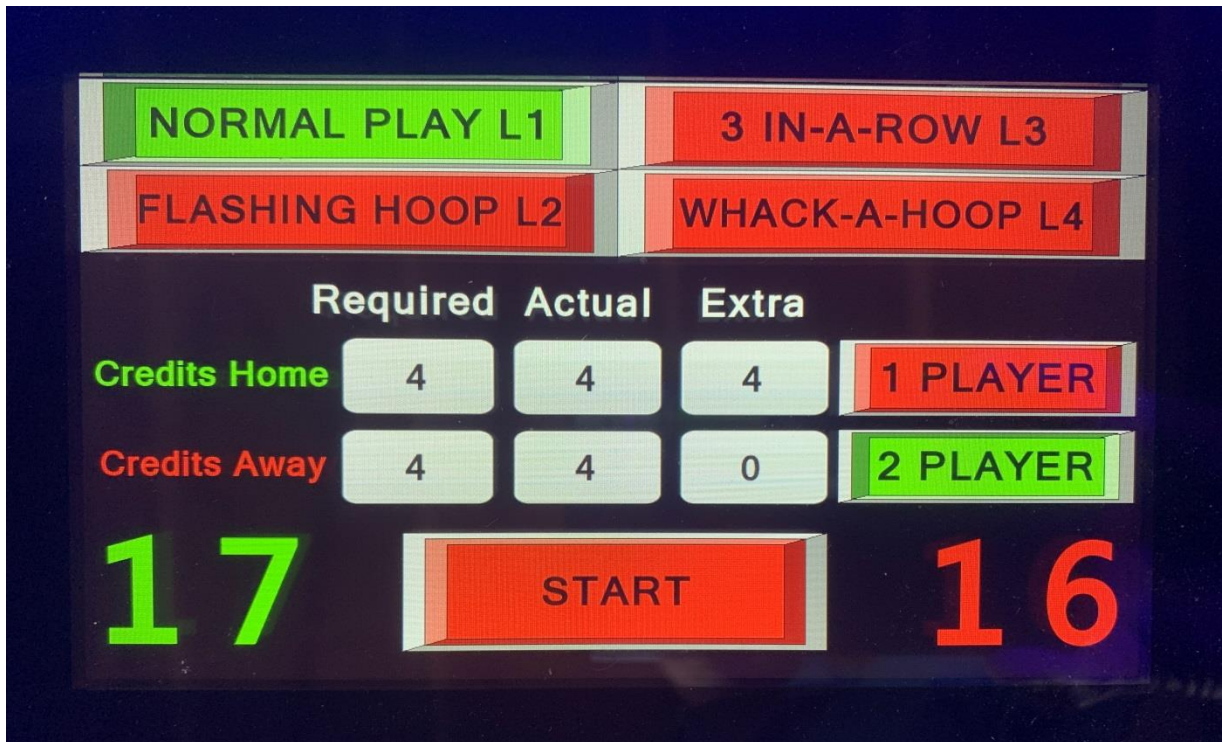 NORMAL PLAY L1 3 IN-A-ROW L3
FLASHING HOOP L2 WHACK-A-HOOP L4
Required Actual Extra
Credits Home 4 4 4 1 PLAYER
Credits Away 4 4 0 2 PLAYER
17 START 16